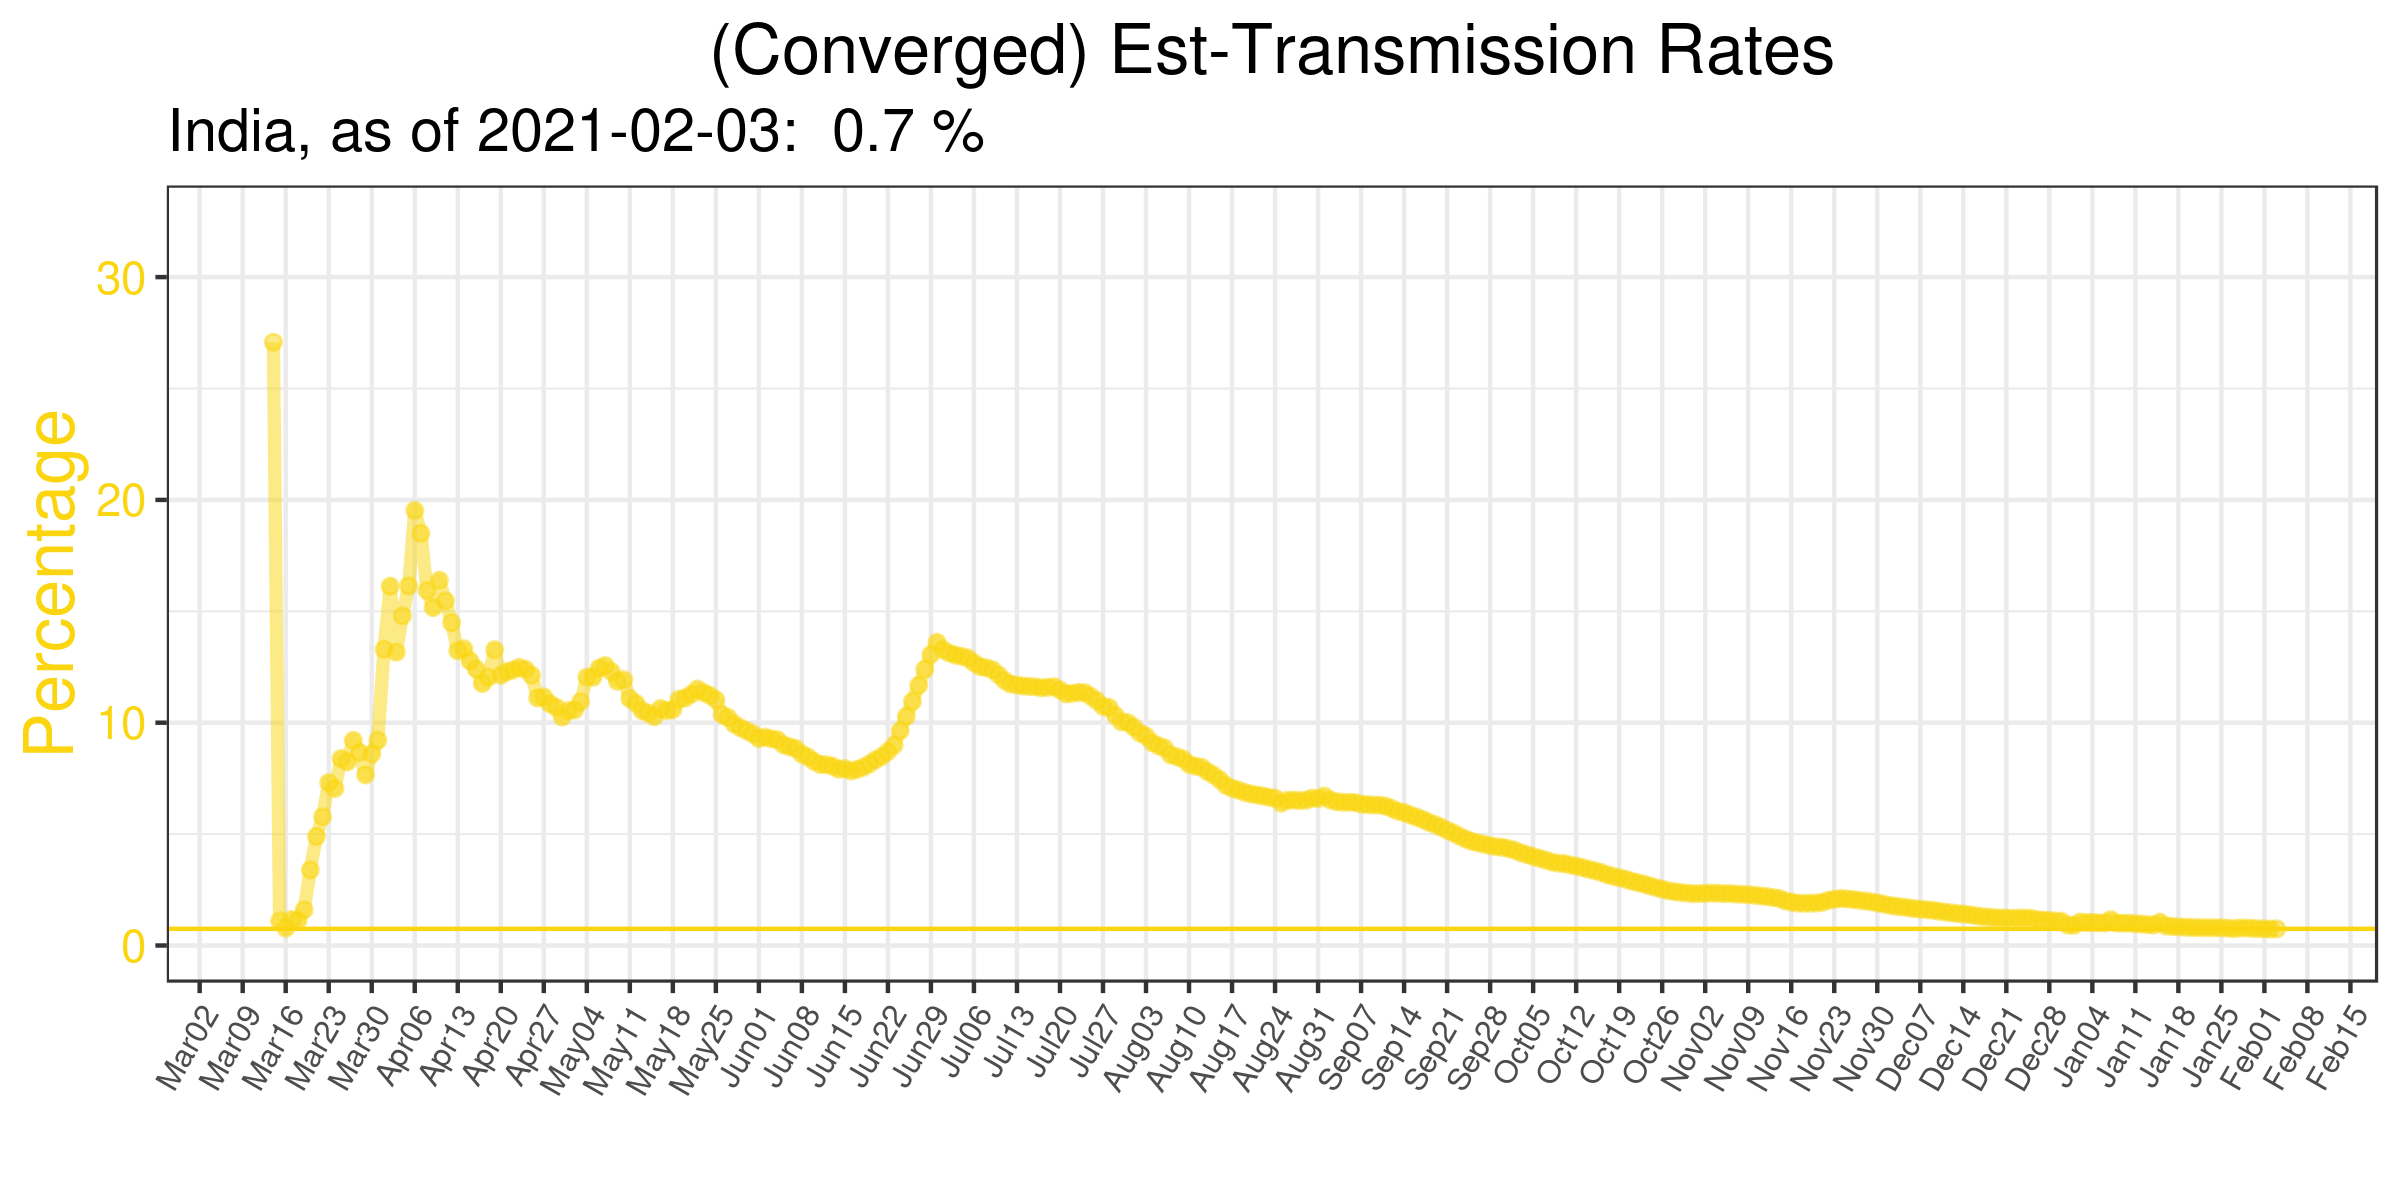 (Converged) Est-Transmission Rates
India, as of 2021-02-03:  0.7 %
Percentage
30
20
10
0
Mar02
Mar09
Mar16
Mar23
Mar30
Apr06
Apr13
Apr20
Apr27
May04
May11
May18
May25
Jun01
Jun08
Jun15
Jun22
Jun29
Jul06
Jul13
Jul20
Jul27
Aug03
Aug10
Aug17
Aug24
Aug31
Sep07
Sep14
Sep21
Sep28
Oct05
Oct12
Oct19
Oct26
Nov02
Nov09
Nov16
Nov23
Nov30
Dec07
Dec14
Dec21
Dec28
Jan04
Jan11
Jan18
Jan25
Feb01
Feb08
Feb15